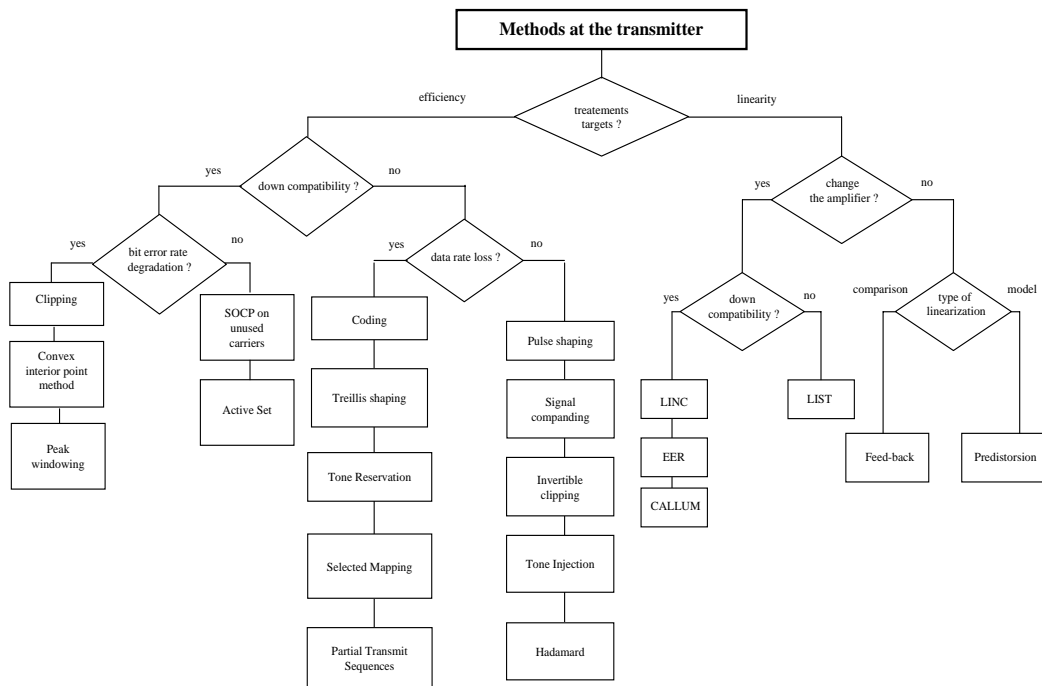 Methods at the transmitter
efficiency
treatements
targets ?
linearity
yes
down compatibility ?
no
yes
change
the amplifier ?
no
yes
bit error rate
degradation ?
no
yes
data rate loss ?
no
yes
down
compatibility ?
no
comparison
type of
linearization
model
Clipping
Convex
interior point
method
Peak
windowing
SOCP on
unused
carriers
Active Set
Coding
Treillis shaping
Tone Reservation
Selected Mapping
Partial Transmit
Sequences
Pulse shaping
Signal
companding
Invertible
clipping
Tone Injection
Hadamard
LINC
EER
CALLUM
LIST
Feed-back
Predistorsion